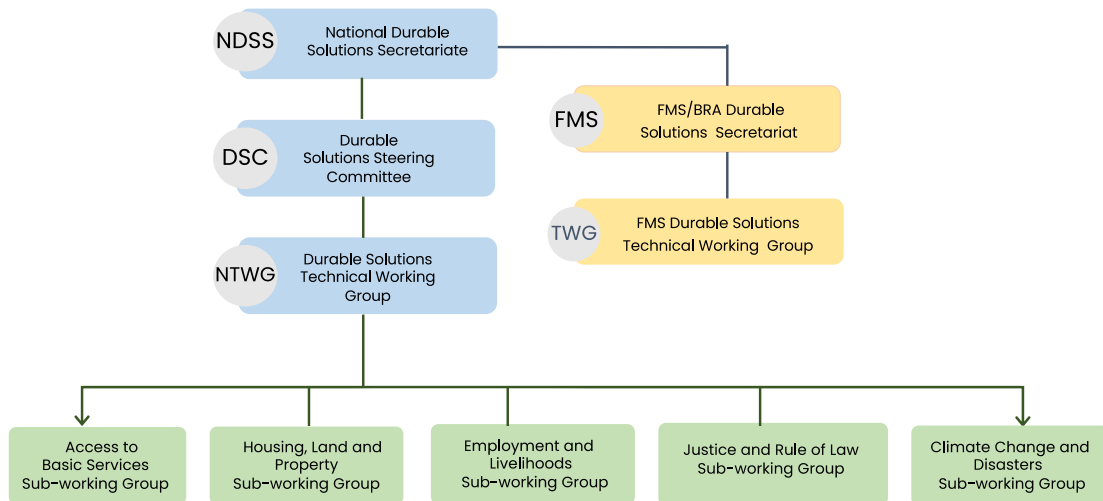 NDSS
National Durable
Solutions Secretariate
FMS
FMS/BRA Durable
Solutions Secretariat
DSC
Durable
Solutions Steering
Committee
TWG
FMS Durable Solutions
Technical Working Group
NTWG
Durable Solutions
Technical Working
Group
Access to
Basic Services
Sub-working Group
Housing, Land and
Property
Sub-working Group
Employment and
Livelihoods
Sub-working Group
Justice and Rule of Law
Sub-working Group
Climate Change and
Disasters
Sub-working Group